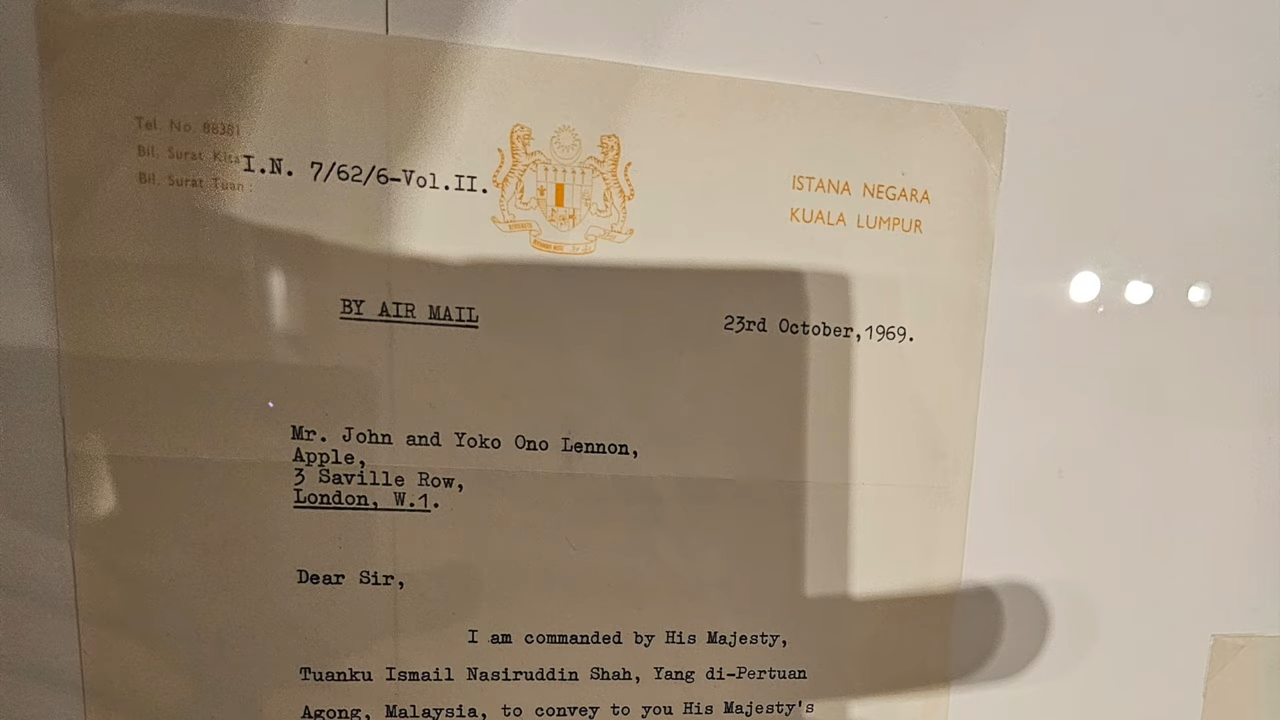 Tel. No. 88381
Bil. Surat Kita
I.N. 7/62/6-Vol.II.
Bil. Surat Tuan :
ISTANA NEGARA
KUALA LUMPUR
BY AIR MAIL
23rd October,1969.
Mr. John and Yoko Ono Lennon,
Apple,
3 Saville Row,
London, W.1.
Dear Sir,
I am commanded by His Majesty,
Tuanku Ismail Nasiruddin Shah, Yang di-Pertuan
Agong, Malaysia, to convey to you His Majesty's